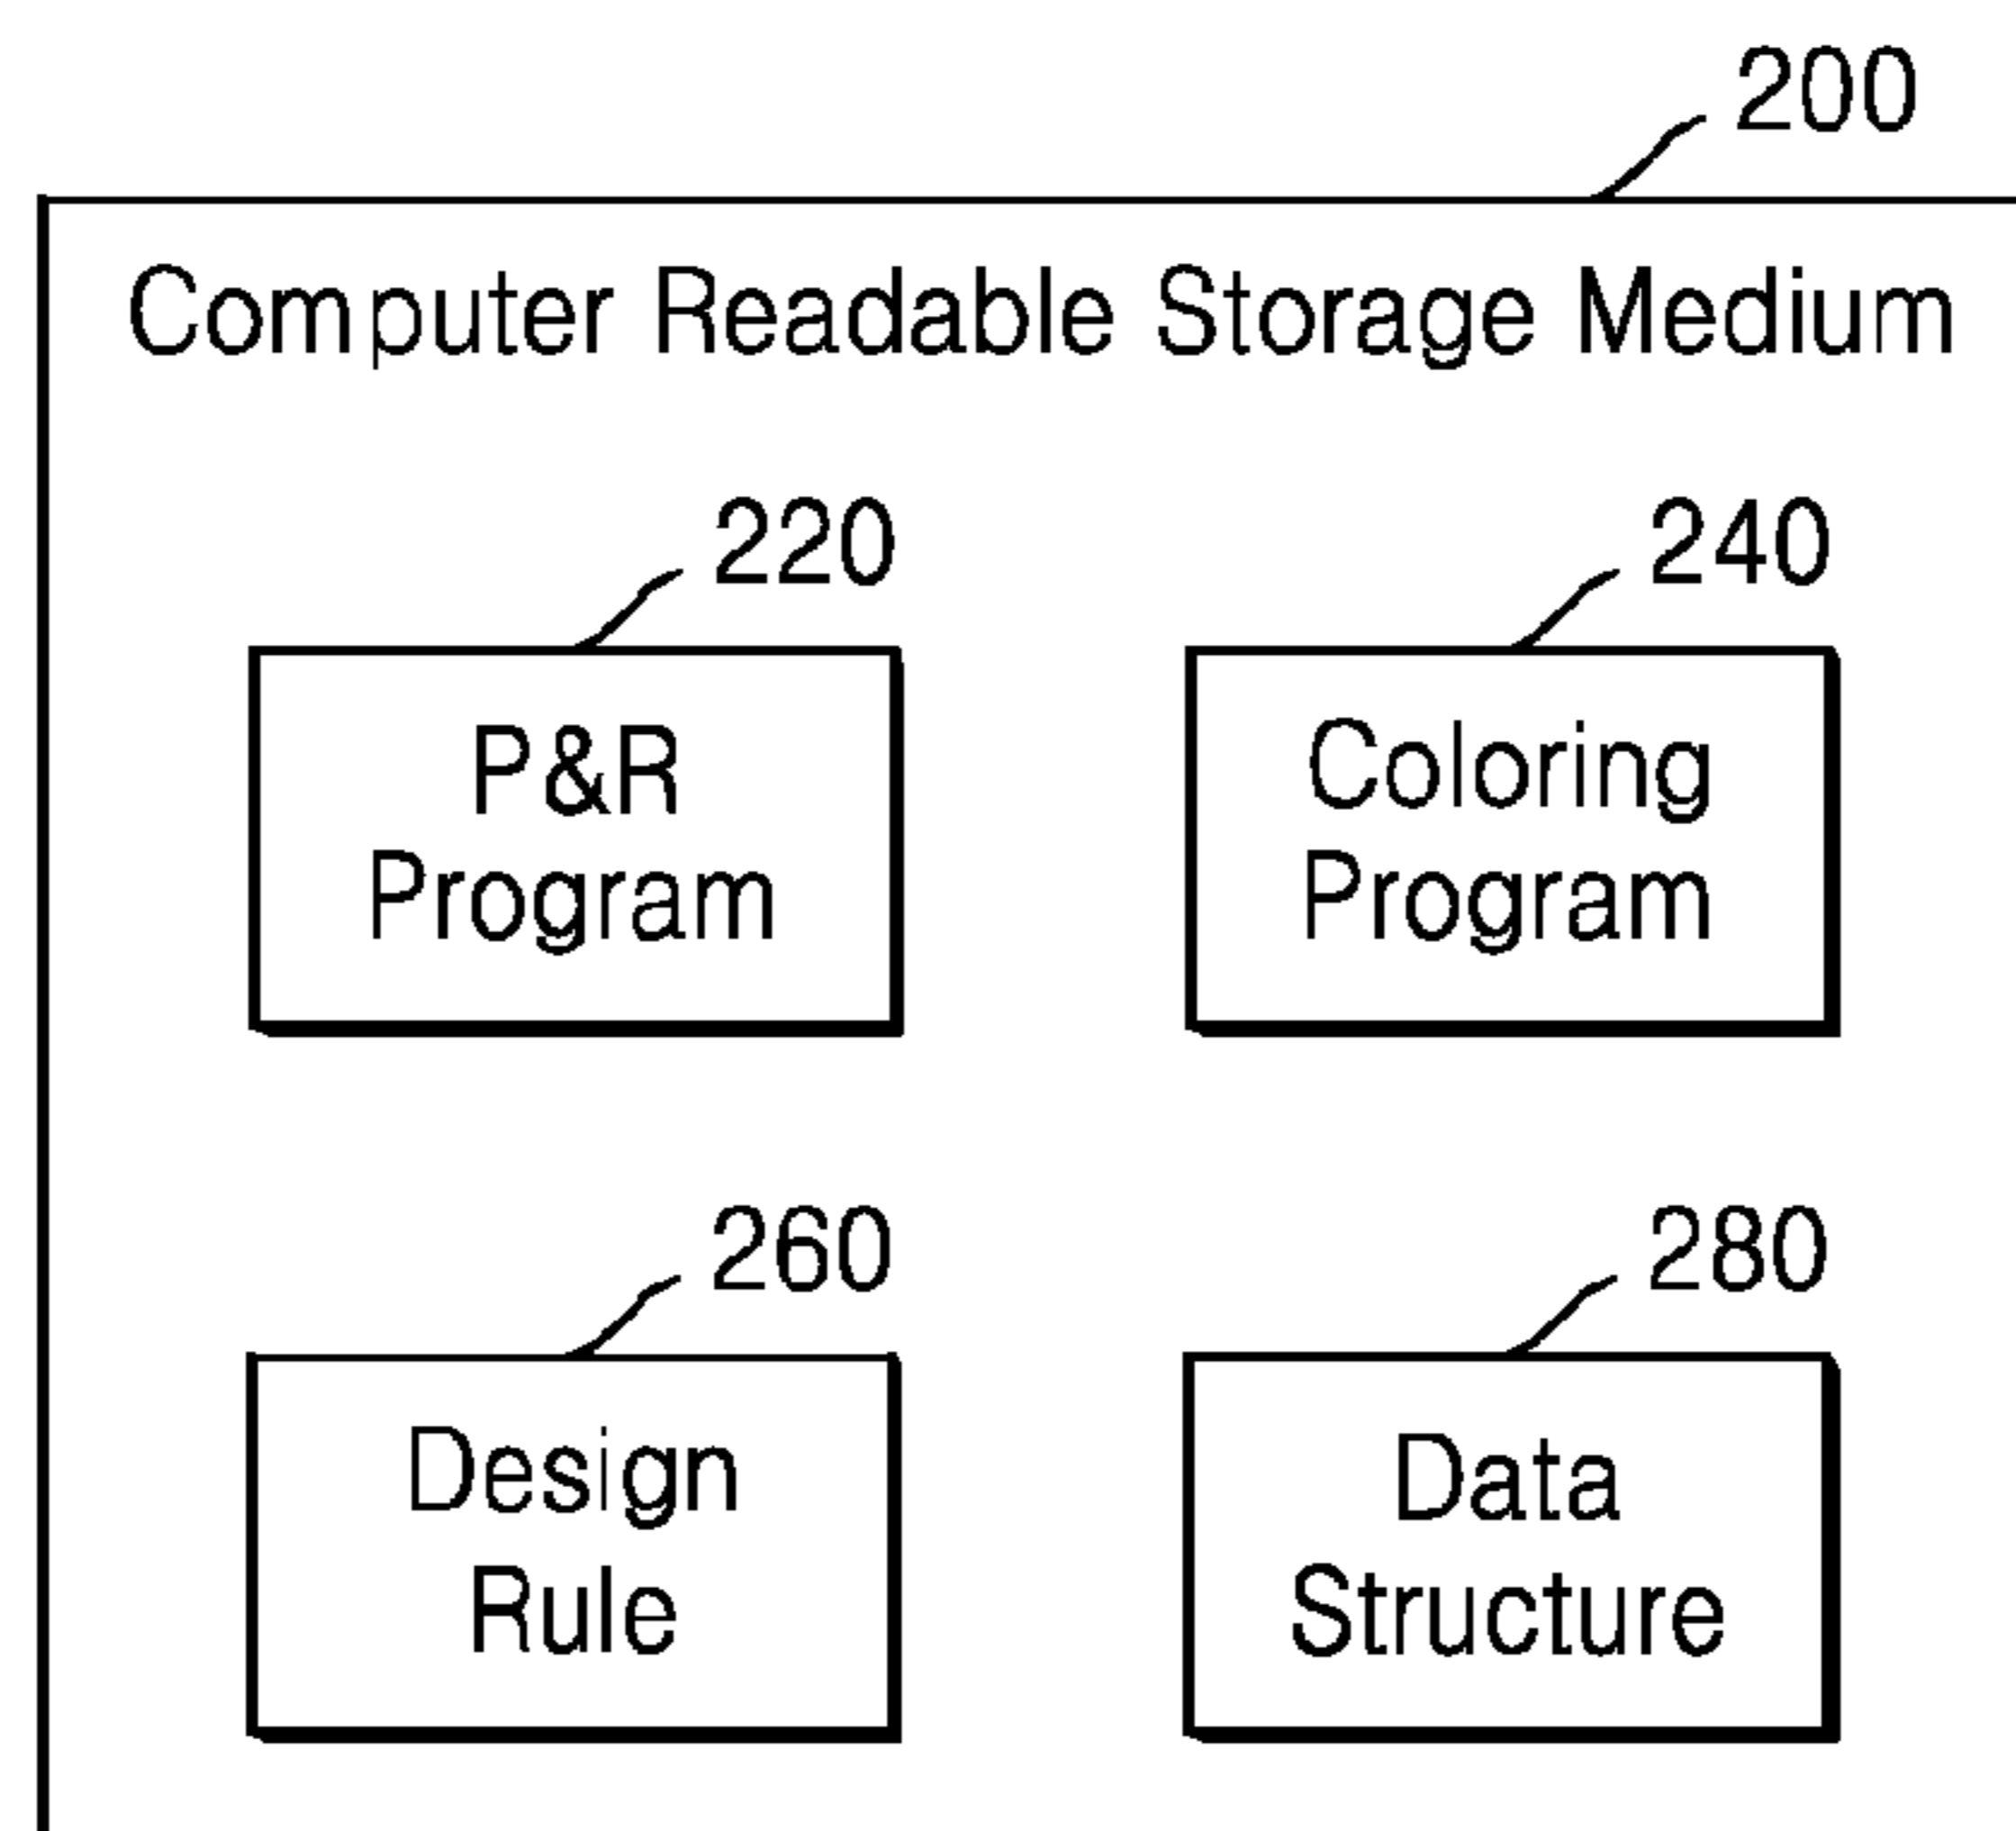 200
Computer Readable Storage Medium
220
240
P&R
Program
Coloring
Program
260
280
Design
Rule
Data
Structure